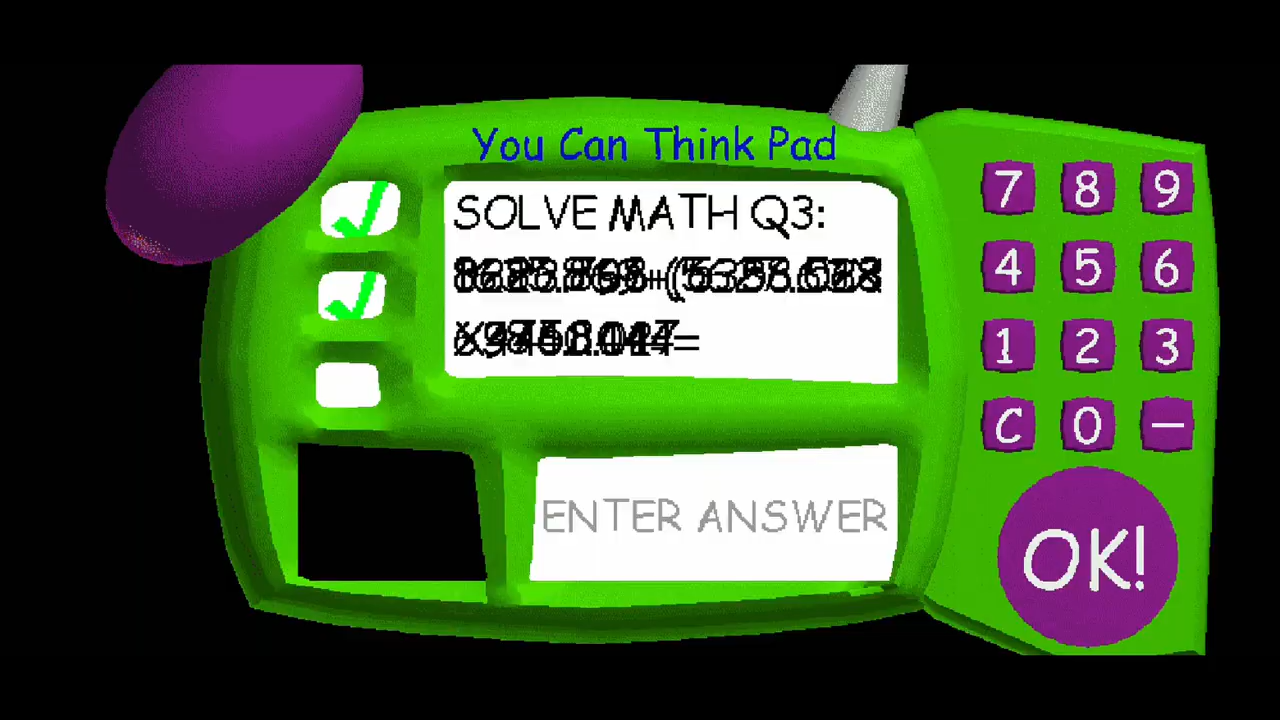 You Can Think Pad
SOLVE MATH Q3:
ENTER ANSWER
7 8 9
4 5 6
1 2 3
C 0 –
OK!